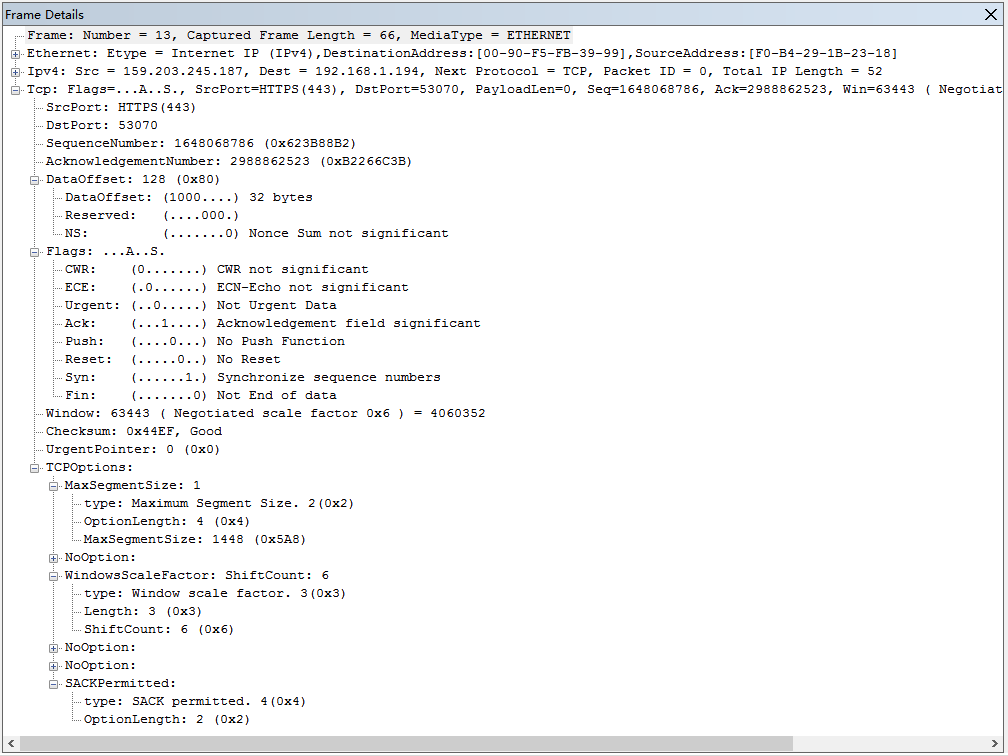 Frame Details
Frame: Number = 13, Captured Frame Length = 66, MediaType = ETHERNET
Ethernet: Etype = Internet IP (IPv4),DestinationAddress:[00-90-F5-FB-39-99],SourceAddress:[F0-B4-29-1B-23-18]
Ipv4: Src = 159.203.245.187, Dest = 192.168.1.194, Next Protocol = TCP, Packet ID = 0, Total IP Length = 52
Tcp: Flags=...A..S., SrcPort=HTTPS(443), DstPort=53070, PayloadLen=0, Seq=1648068786, Ack=2988862523, Win=63443 ( Negotiat
SrcPort: HTTPS(443)
DstPort: 53070
SequenceNumber: 1648068786 (0x623B88B2)
AcknowledgementNumber: 2988862523 (0xB2266C3B)
DataOffset: 128 (0x80)
DataOffset: (1000....) 32 bytes
Reserved: (....000.)
NS: (.......0) Nonce Sum not significant
Flags: ...A..S.
CWR: (0.......) CWR not significant
ECE: (.0......) ECN-Echo not significant
Urgent: (..0.....) Not Urgent Data
Ack: (...1....) Acknowledgement field significant
Push: (....0...) No Push Function
Reset: (.....0..) No Reset
Syn: (......1.) Synchronize sequence numbers
Fin: (.......0) Not End of data
Window: 63443 ( Negotiated scale factor 0x6 ) = 4060352
Checksum: 0x44EF, Good
UrgentPointer: 0 (0x0)
TCPOptions:
MaxSegmentSize: 1
type: Maximum Segment Size. 2(0x2)
OptionLength: 4 (0x4)
MaxSegmentSize: 1448 (0x5A8)
NoOption:
WindowsScaleFactor: ShiftCount: 6
type: Window scale factor. 3(0x3)
Length: 3 (0x3)
ShiftCount: 6 (0x6)
NoOption:
NoOption:
SACKPermitted:
type: SACK permitted. 4(0x4)
OptionLength: 2 (0x2)